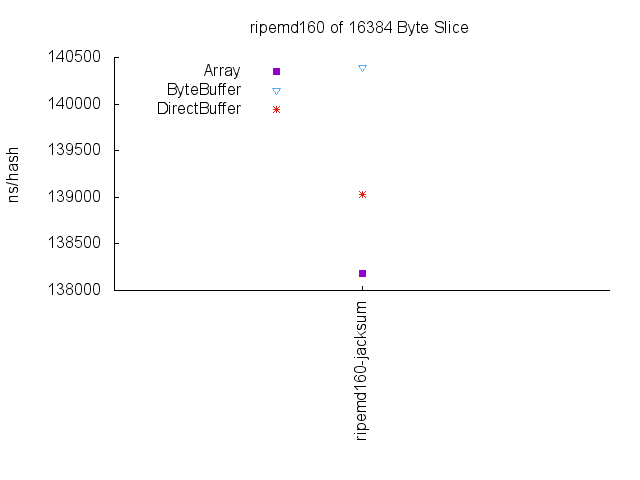 ripemd160 of 16384 Byte Slice
140500
140000
139500
139000
138500
138000
ns/hash
Array
ByteBuffer
DirectBuffer
ripemd160-jacksum